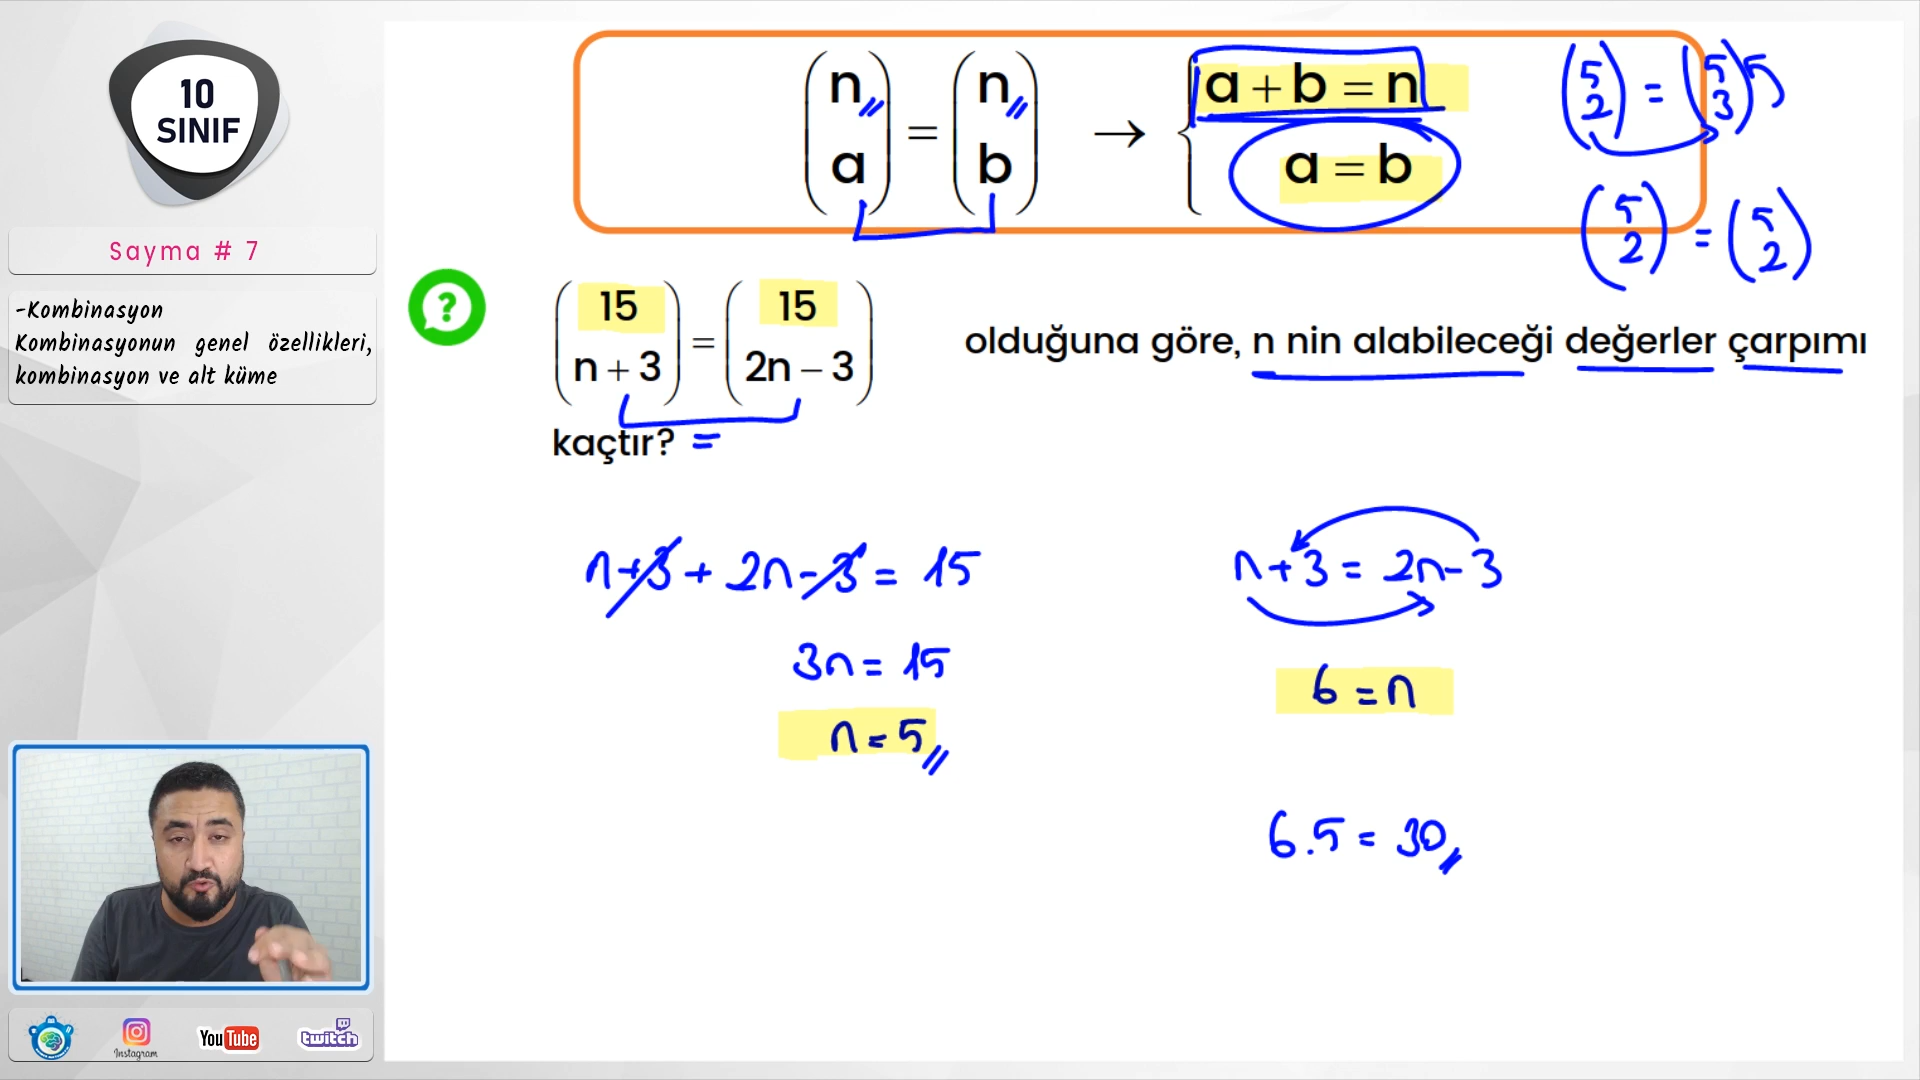 10
SINIF
Sayma # 7
-Kombinasyon
Kombinasyonun genel özellikleri,
kombinasyon ve alt küme
(n a) = (n b) → { a + b = n
a = b
(5 2) = (5 3) 5
(5 2) = (5 2)
?
(15 n + 3) = (15 2n – 3) olduğuna göre, n nin alabileceği değerler çarpımı
kaçtır? =
n+3 + 2n-3 = 15
3n = 15
n = 5
n+3 = 2n-3
6 = n
6.5 = 30
Instagram
YouTube
twitch